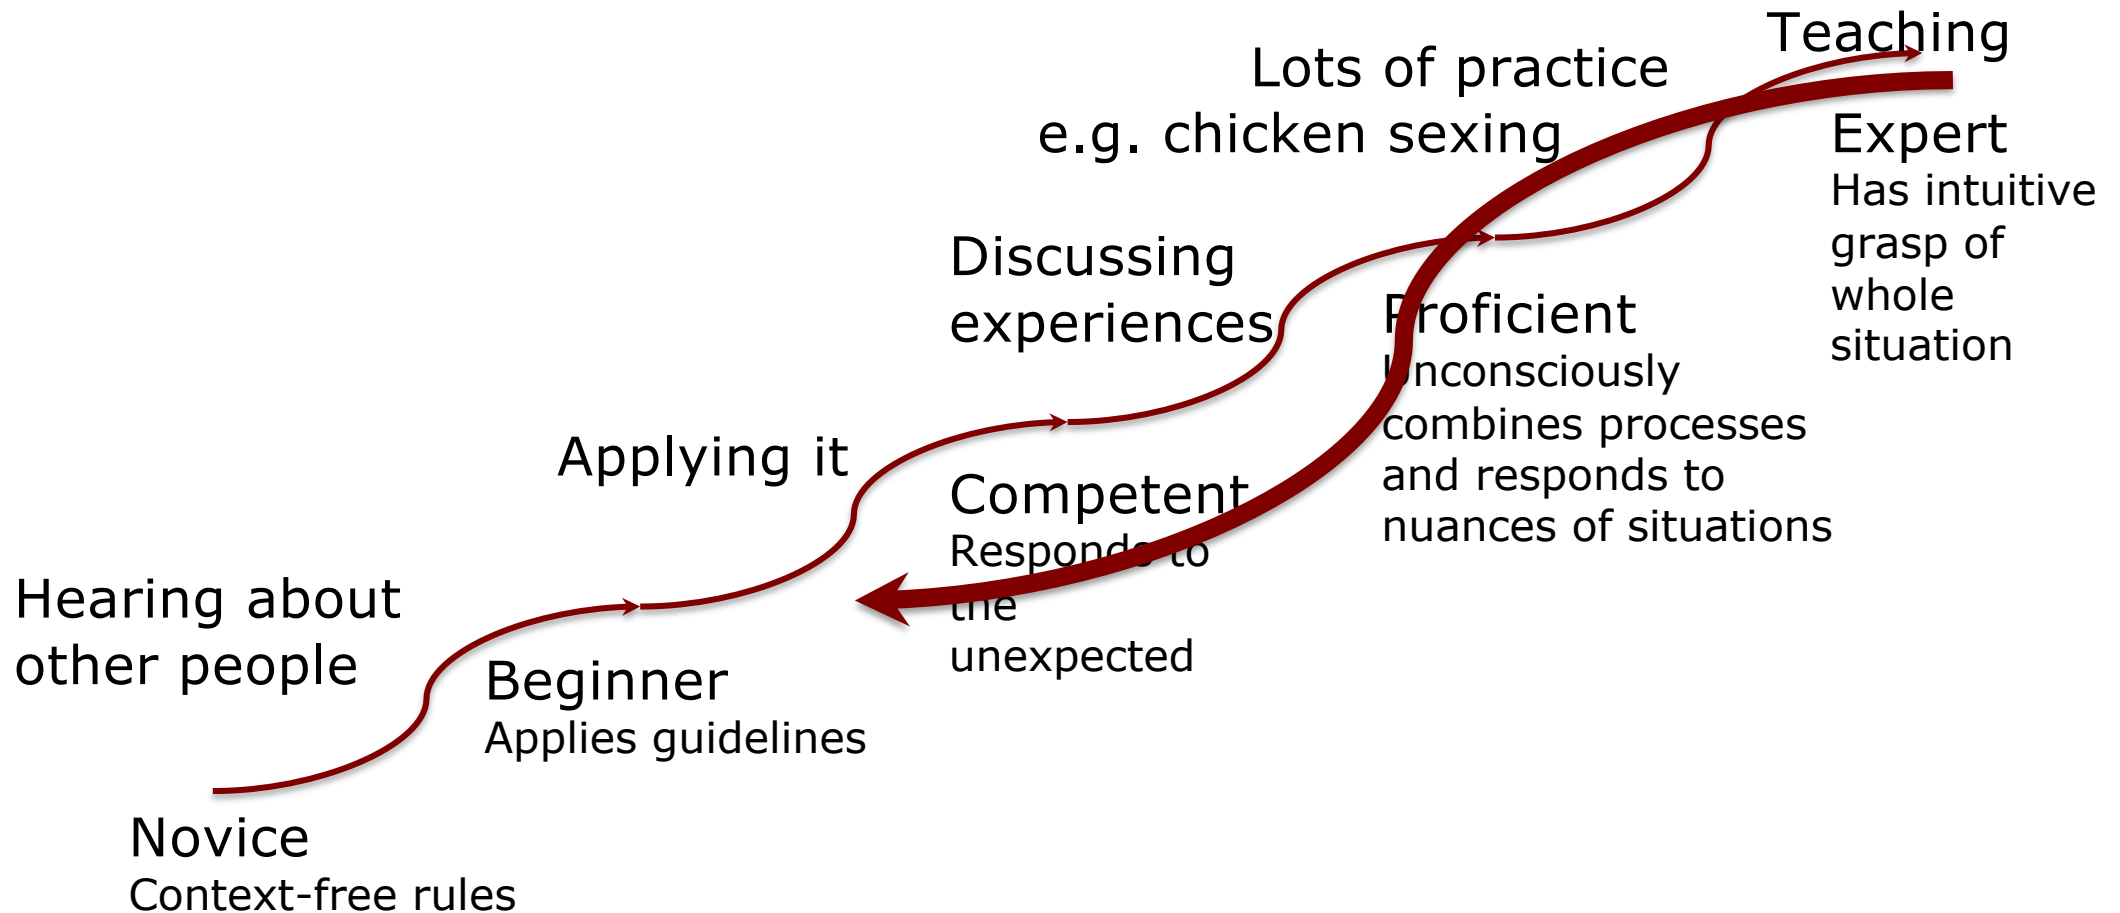 Teaching
Lots of practice
e.g. chicken sexing
Expert
Has intuitive
grasp of
whole
situation
Discussing
experiences
Proficient
Unconsciously
combines processes
and responds to
nuances of situations
Applying it
Competent
Responds to
the
unexpected
Hearing about
other people
Beginner
Applies guidelines
Novice
Context-free rules